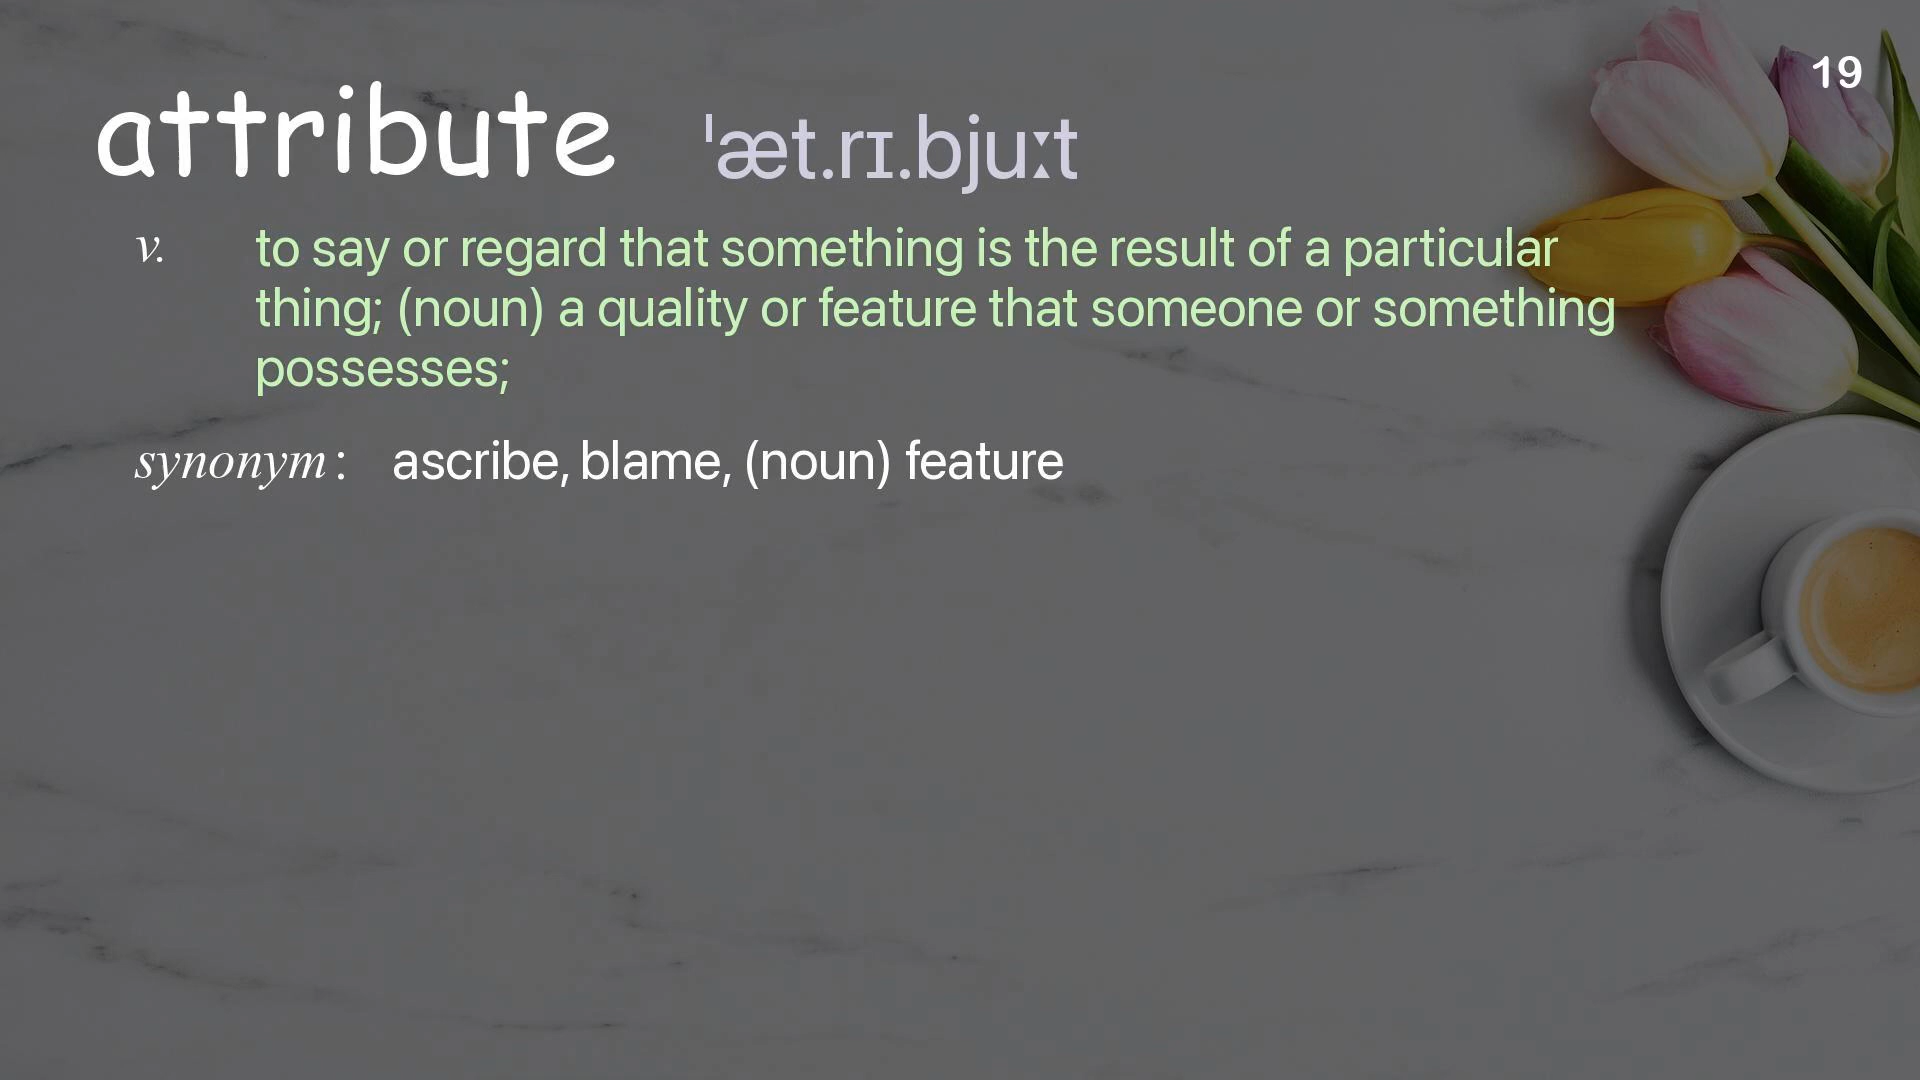 19
attribute ˈæt.rɪ.bjuːt
v. to say or regard that something is the result of a particular
thing; (noun) a quality or feature that someone or something
possesses;
synonym : ascribe, blame, (noun) feature